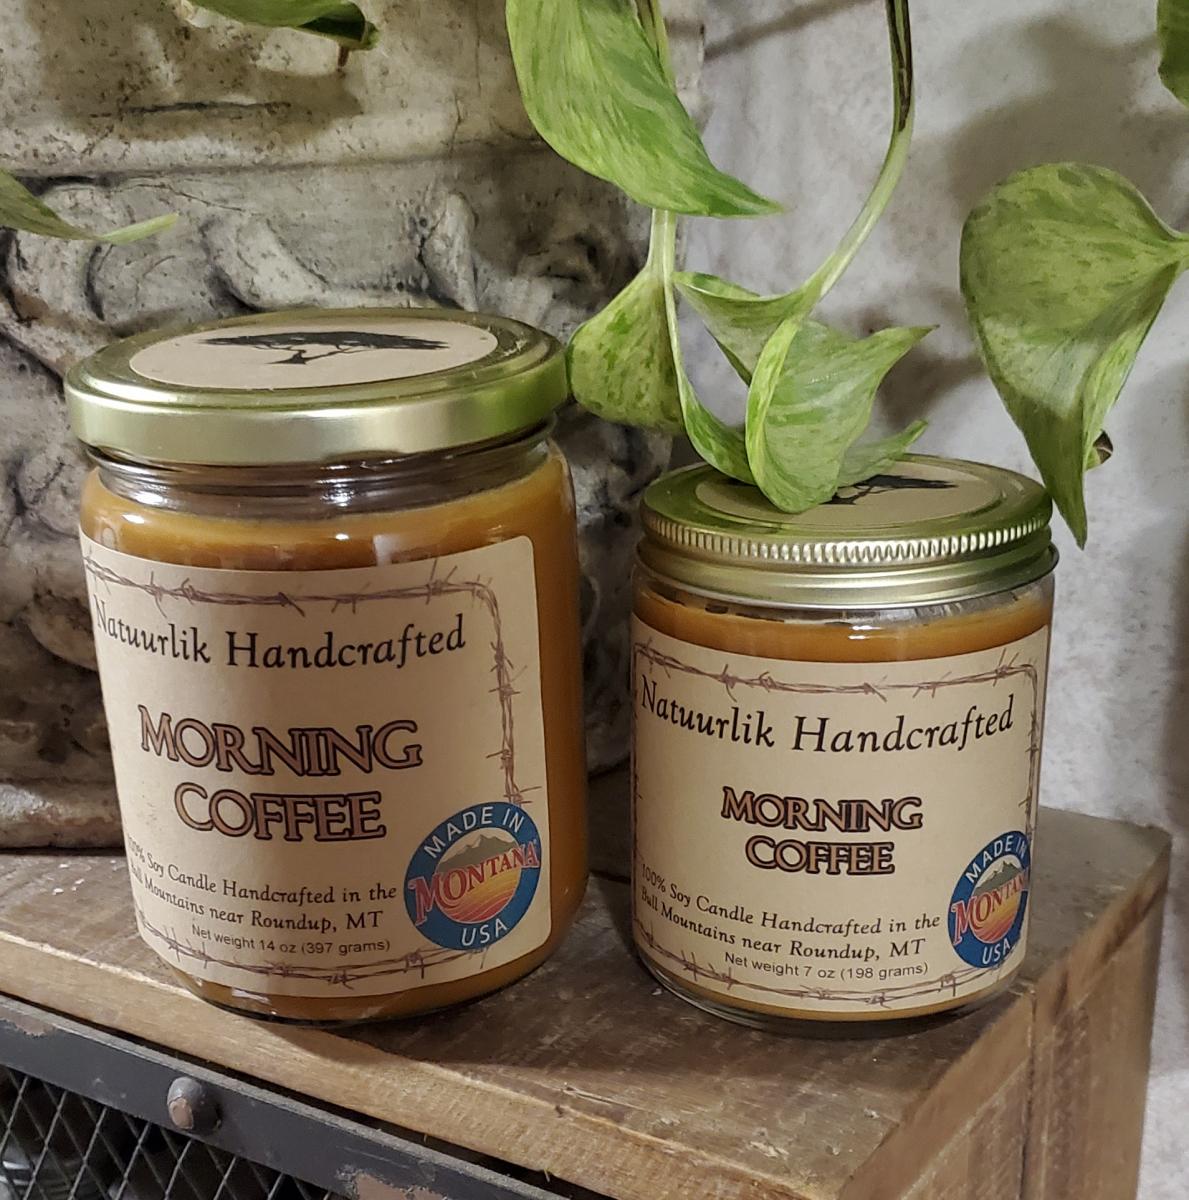 Natuurlik Handcrafted
MORNING
COFFEE
100% Soy Candle Handcrafted in the
Bull Mountains near Roundup, MT
Net weight 14 oz (397 grams)
MADE IN
MONTANA
USA
Natuurlik Handcrafted
MORNING
COFFEE
100% Soy Candle Handcrafted in the
Bull Mountains near Roundup, MT
Net weight 7 oz (198 grams)
MADE IN
MONTANA
USA